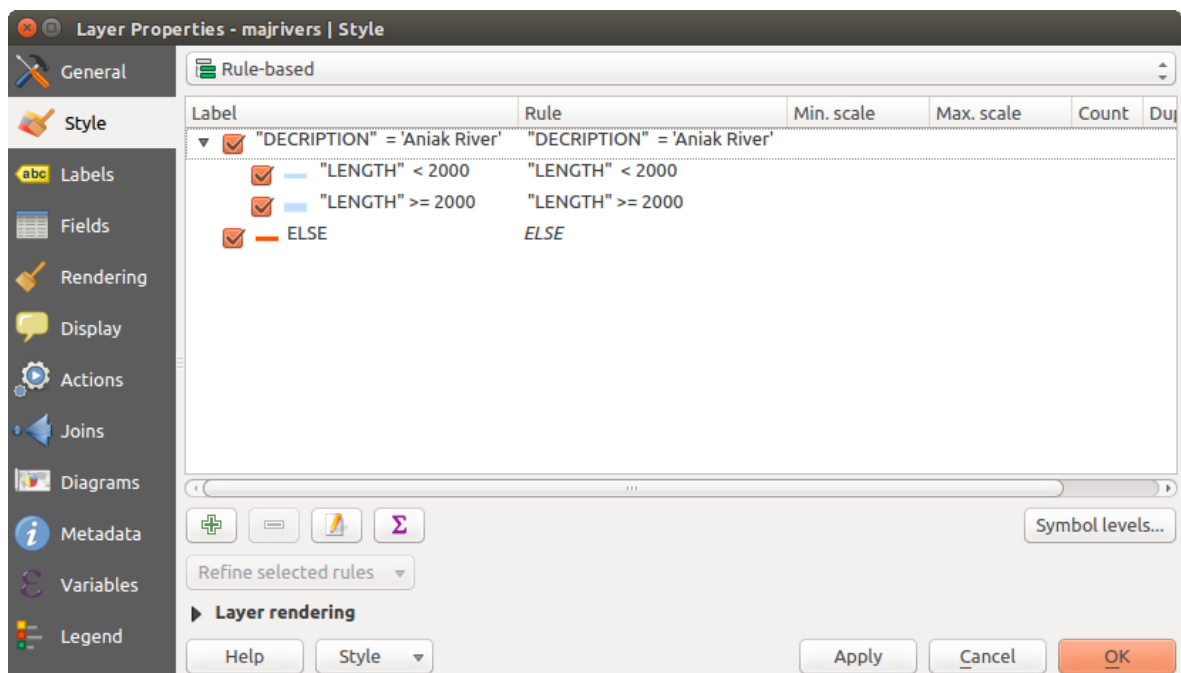 Layer Properties - majrivers | Style
General
Style
Labels
Fields
Rendering
Display
Actions
Joins
Diagrams
Metadata
Variables
Legend
Rule-based
Label Rule Min. scale Max. scale Count
"DECRIPTION" = 'Aniak River' "DECRIPTION" = 'Aniak River'
"LENGTH" < 2000 "LENGTH" < 2000
"LENGTH" >= 2000 "LENGTH" >= 2000
ELSE ELSE
Σ Symbol levels...
Refine selected rules
Layer rendering
Help Style Apply Cancel OK
abc